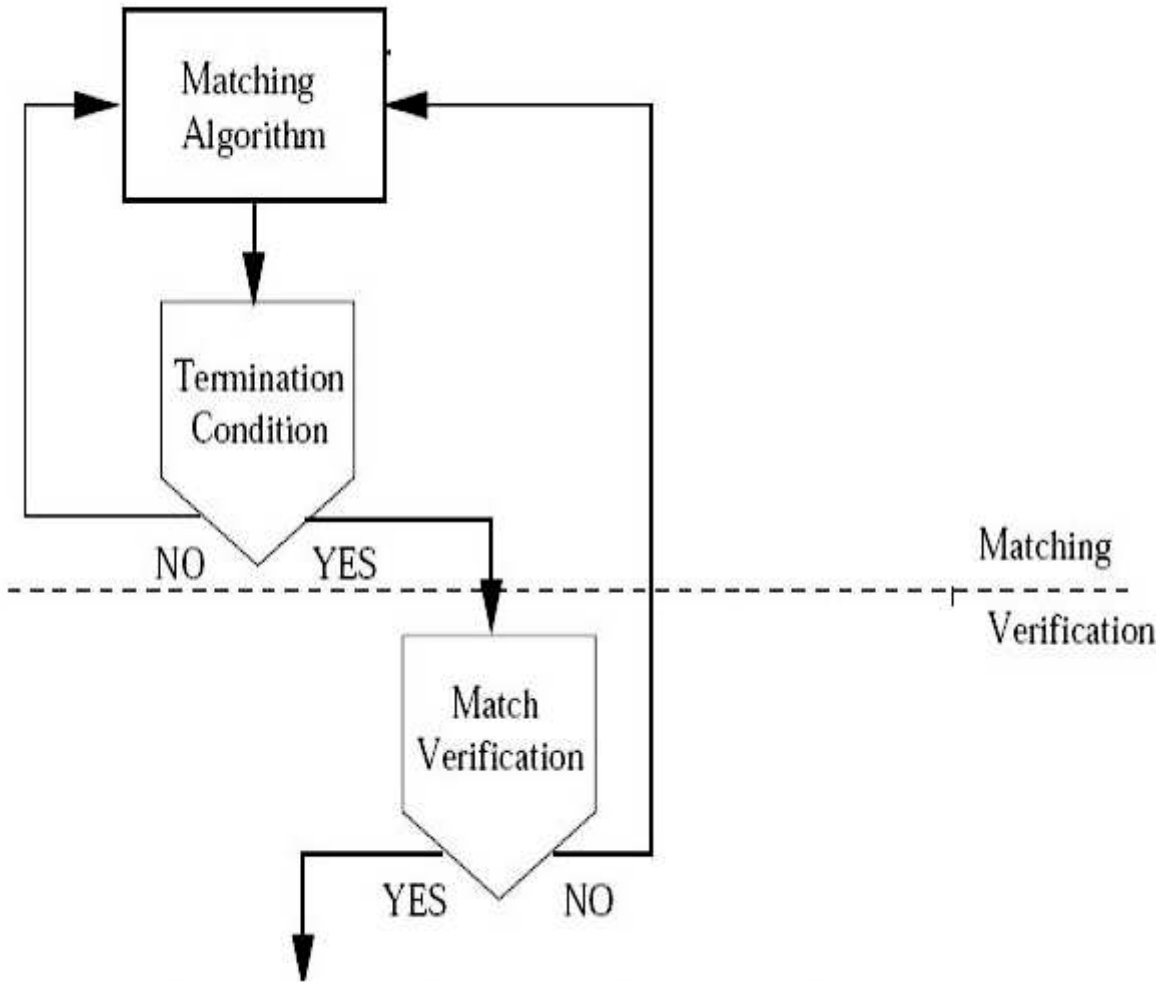 Matching
Algorithm
Termination
Condition
NO
YES
Matching
Verification
Match
Verification
YES
NO